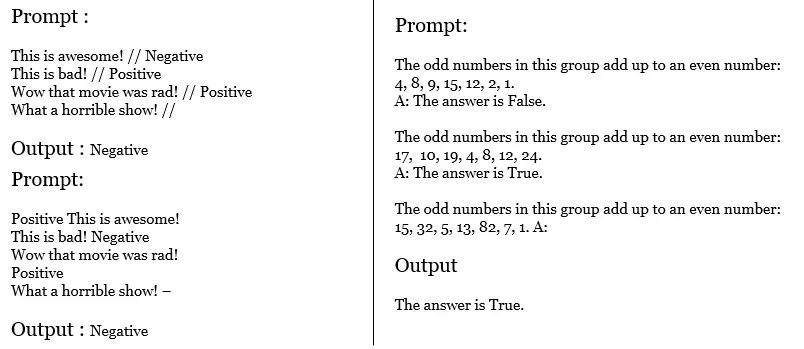 Prompt :
This is awesome! // Negative
This is bad! // Positive
Wow that movie was rad! // Positive
What a horrible show! //
Output : Negative
Prompt:
Positive This is awesome!
This is bad! Negative
Wow that movie was rad!
Positive
What a horrible show! –
Output : Negative
Prompt:
The odd numbers in this group add up to an even number:
4, 8, 9, 15, 12, 2, 1.
A: The answer is False.
The odd numbers in this group add up to an even number:
17, 10, 19, 4, 8, 12, 24.
A: The answer is True.
The odd numbers in this group add up to an even number:
15, 32, 5, 13, 82, 7, 1. A:
Output
The answer is True.